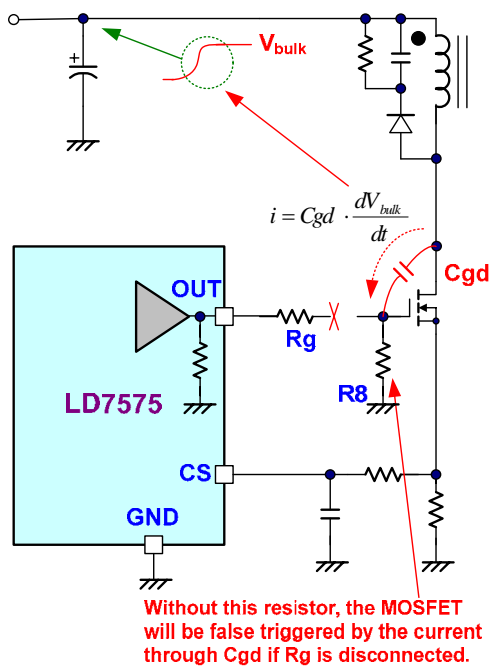 +
Vbulk
i = Cgd · dVbulk / dt
Cgd
OUT
Rg
R8
LD7575
CS
GND
Without this resistor, the MOSFET
will be false triggered by the current
through Cgd if Rg is disconnected.